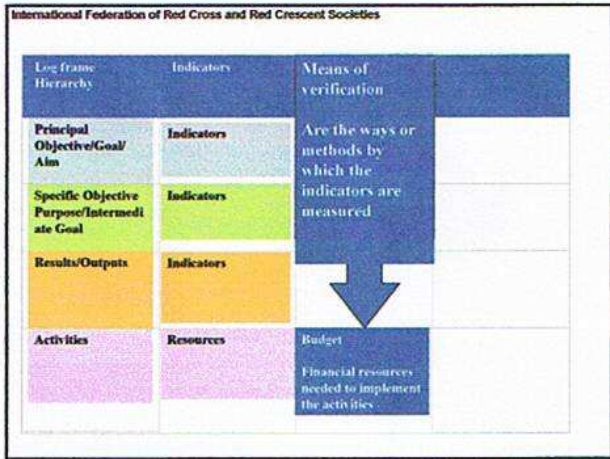 International Federation of Red Cross and Red Crescent Societies
Log frame
Hierarchy
Indicators
Means of
verification
Are the ways or
methods by
which the
indicators are
measured
Principal
Objective/Goal/
Aim
Indicators
Specific Objective
Purpose/Intermedi
ate Goal
Indicators
Results/Outputs
Indicators
Activities
Resources
Budget
Financial resources
needed to implement
the activities